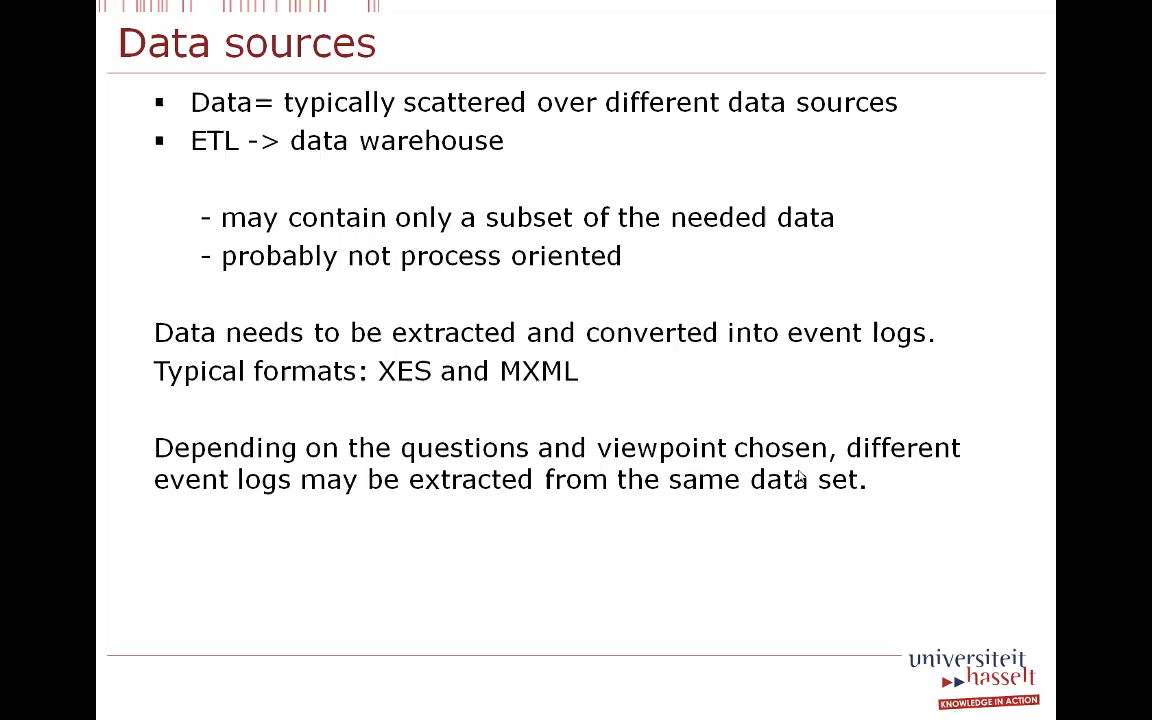 Data sources
▪ Data= typically scattered over different data sources
▪ ETL -> data warehouse
- may contain only a subset of the needed data
- probably not process oriented
Data needs to be extracted and converted into event logs.
Typical formats: XES and MXML
Depending on the questions and viewpoint chosen, different
event logs may be extracted from the same data set.
universiteit
hasselt
KNOWLEDGE IN ACTION